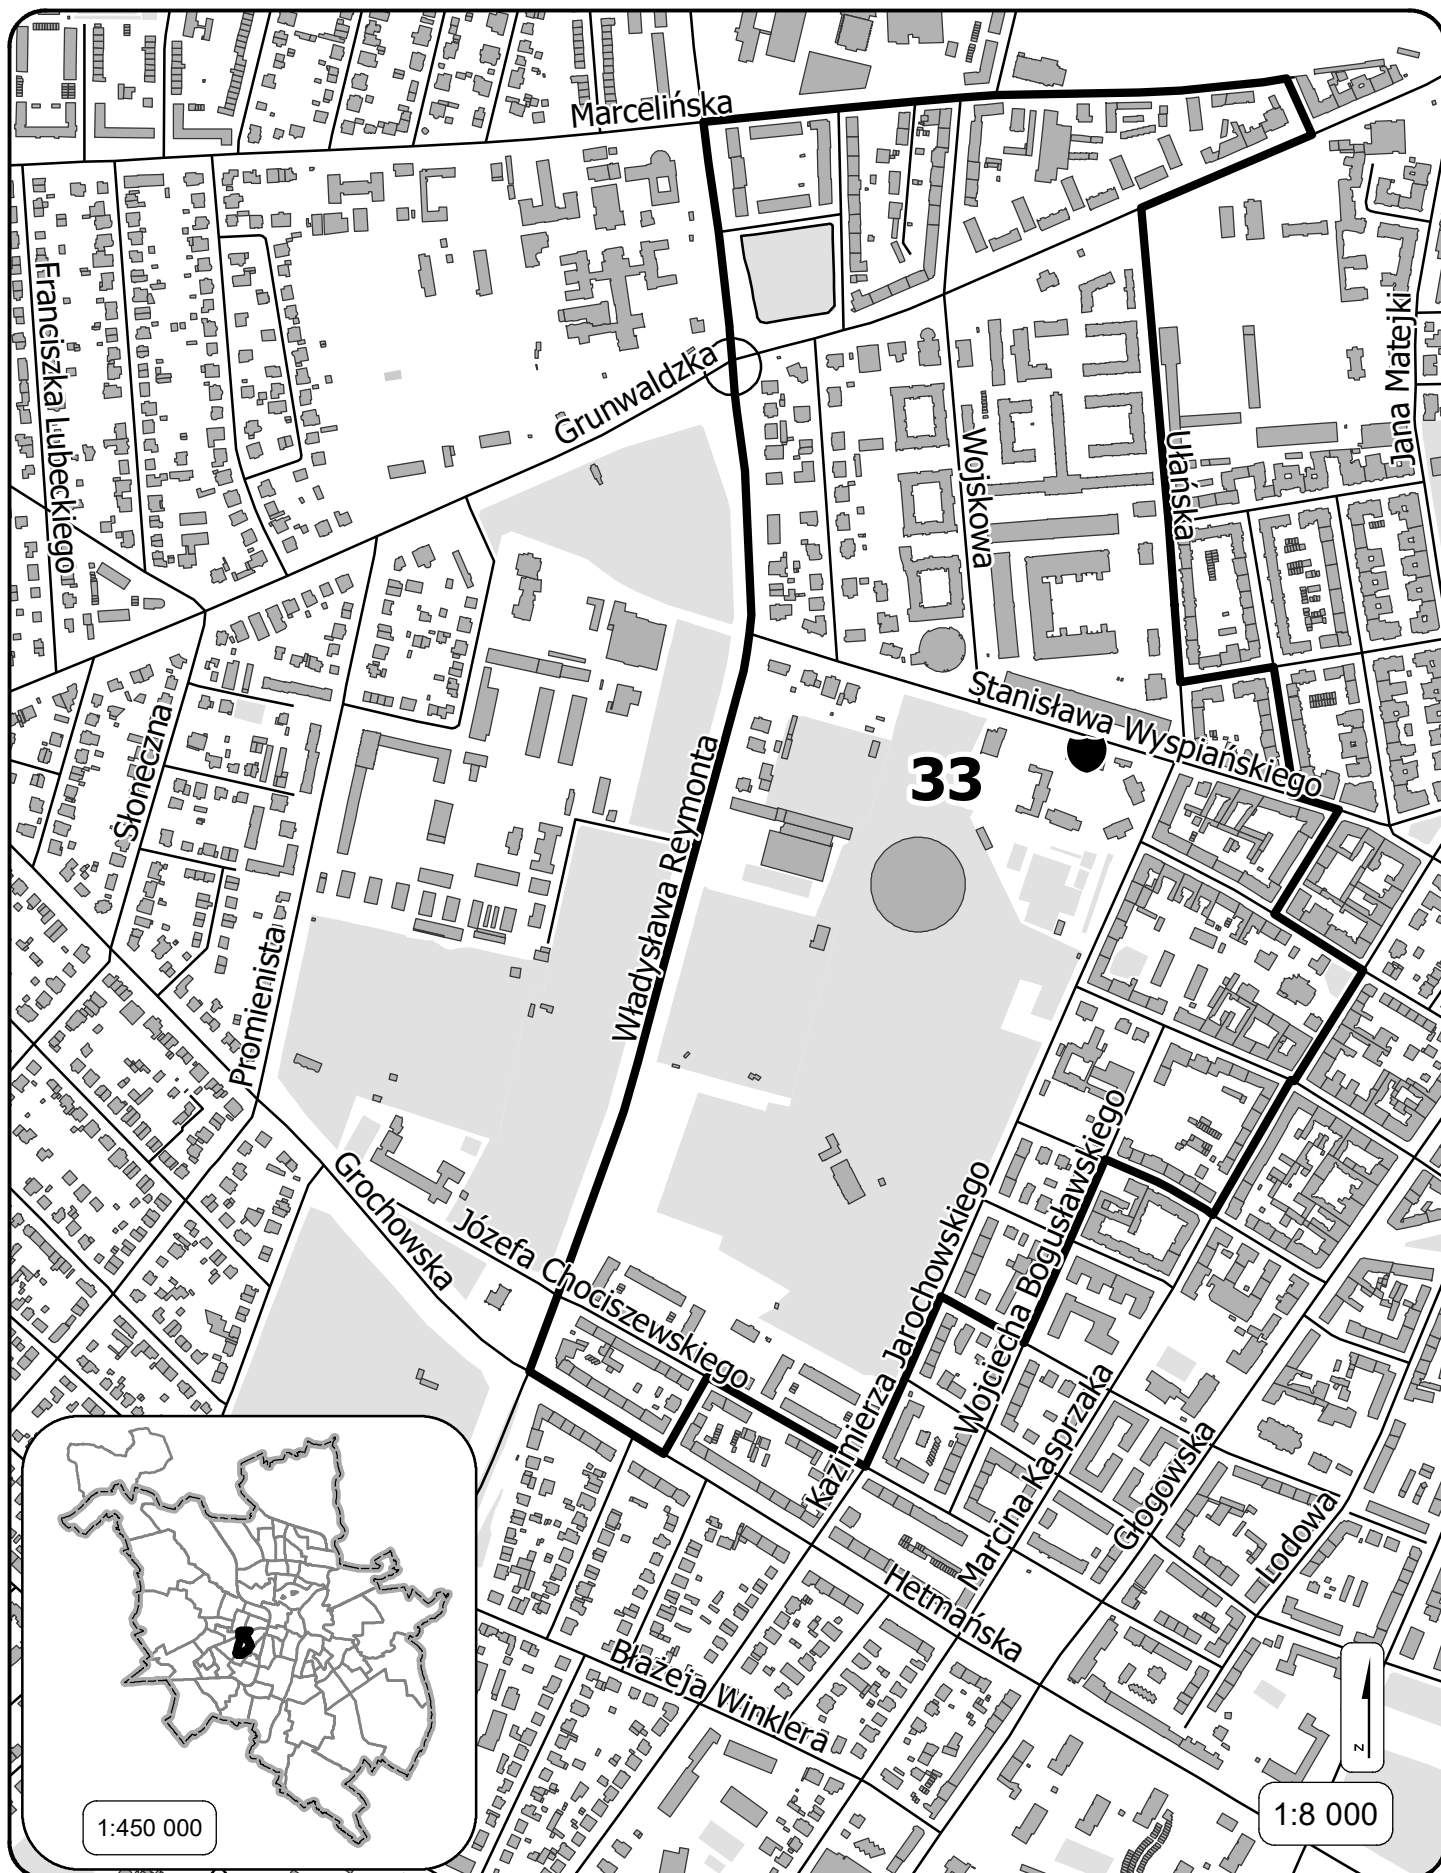 Marcelińska
Franciszka Lubeckiego
Grunwaldzka
Jana Matejki
Wojskowa
Ułańska
Stanisława Wyspiańskiego
33
Słoneczna
Władysława Reymonta
Promienista
Grochowska
Józefa Chociszewskiego
Kazimierza Jarochowskiego
Wojciecha Bogusławskiego
Marcina Kasprzaka
Głogowska
Lodowa
Hetmańska
Błażeja Winklera
N
1:450 000
1:8 000